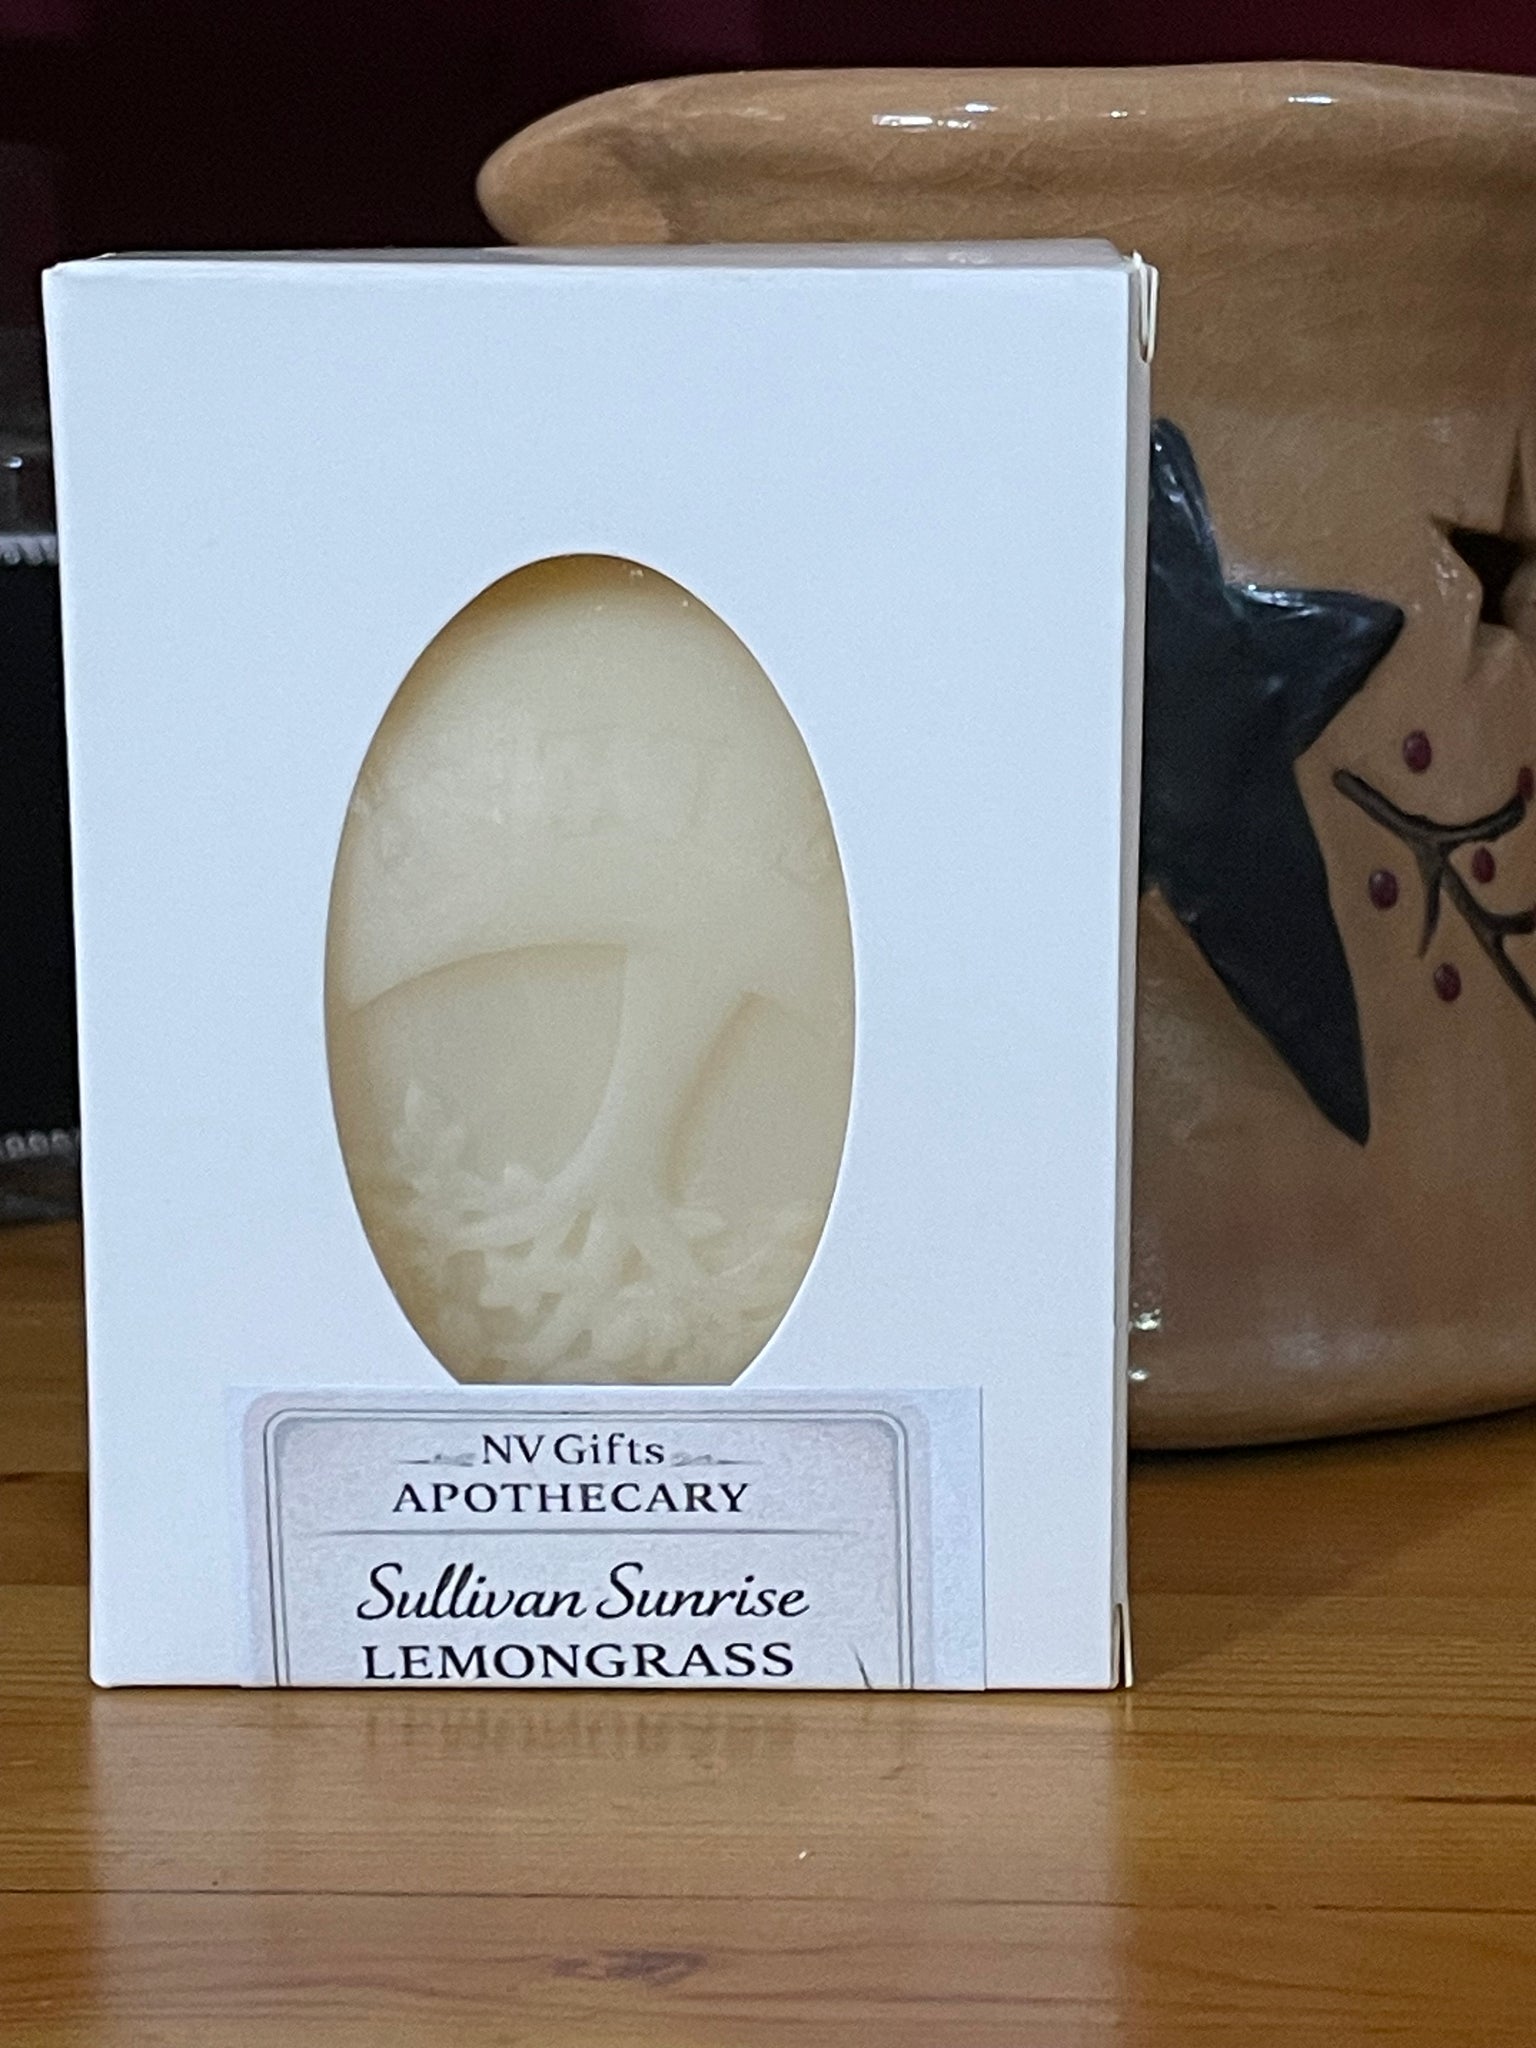 NV Gifts
APOTHECARY
Sullivan Sunrise
LEMONGRASS